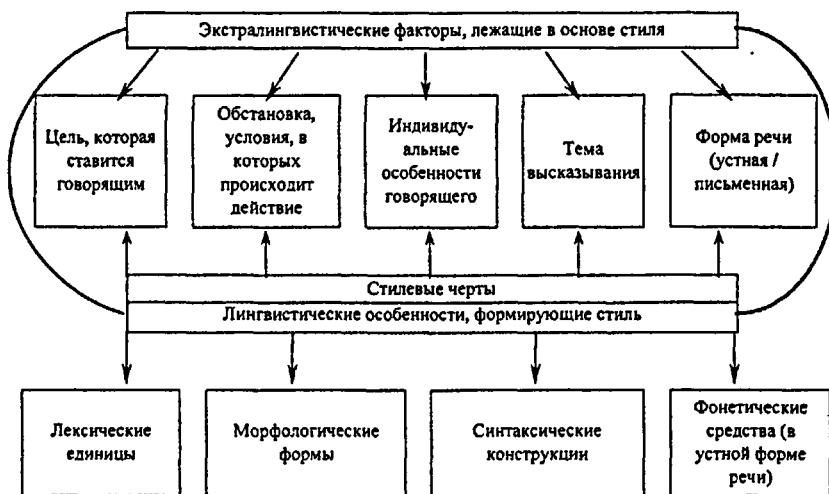 Экстралингвистические факторы, лежащие в основе стиля
Цель, которая
ставится
говорящим
Обстановка,
условия, в
которых
происходит
действие
Индивиду-
альные
особенности
говорящего
Тема
высказывания
Форма речи
(устная /
письменная)
Стилевые черты
Лингвистические особенности, формирующие стиль
Лексические
единицы
Морфологические
формы
Синтаксические
конструкции
Фонетические
средства (в
устной форме
речи)